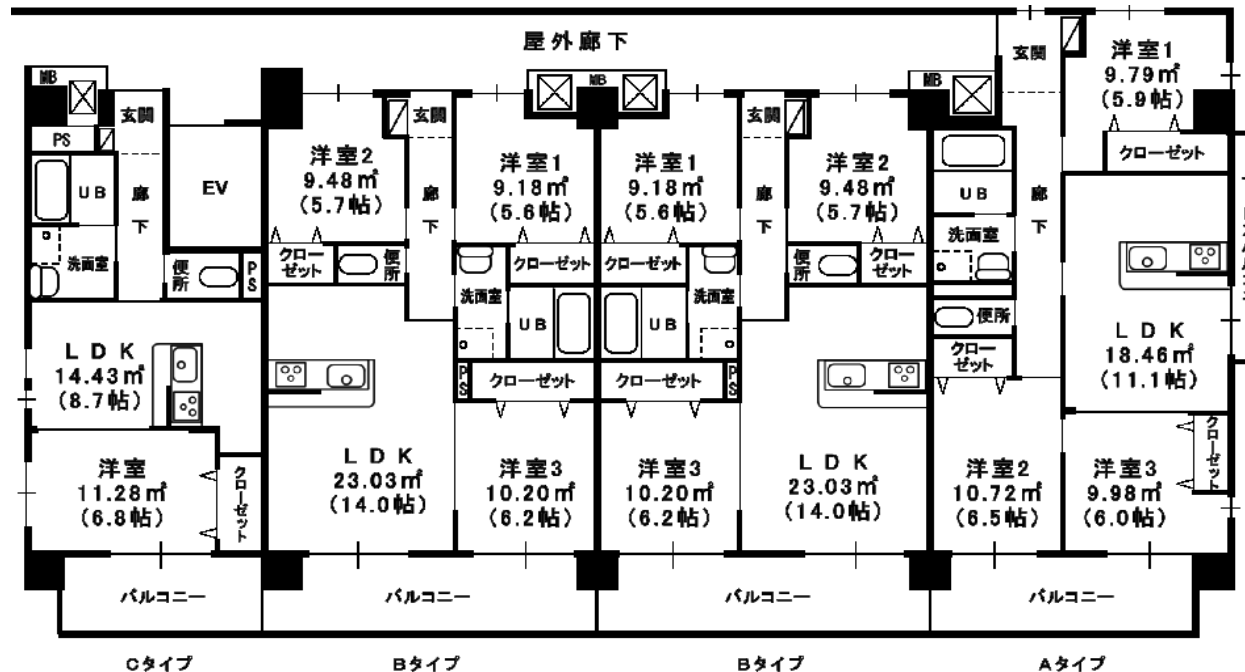 屋外廊下
MB
PS
玄関
廊下
UB
洗面室
便所
PS
EV
LDK
14.43㎡
(8.7帖)
洋室
11.28㎡
(6.8帖)
クローゼット
バルコニー
Cタイプ
洋室2
9.48㎡
(5.7帖)
クローゼット
便所
玄関
廊下
洋室1
9.18㎡
(5.6帖)
クローゼット
洗面室
UB
PS
クローゼット
LDK
23.03㎡
(14.0帖)
洋室3
10.20㎡
(6.2帖)
バルコニー
Bタイプ
MB
洋室1
9.18㎡
(5.6帖)
クローゼット
UB
洗面室
クローゼット
PS
玄関
廊下
洋室2
9.48㎡
(5.7帖)
便所
クローゼット
洋室3
10.20㎡
(6.2帖)
LDK
23.03㎡
(14.0帖)
バルコニー
Bタイプ
MB
玄関
廊下
洋室1
9.79㎡
(5.9帖)
クローゼット
UB
洗面室
便所
クローゼット
LDK
18.46㎡
(11.1帖)
洋室2
10.72㎡
(6.5帖)
洋室3
9.98㎡
(6.0帖)
クローゼット
バルコニー
Aタイプ